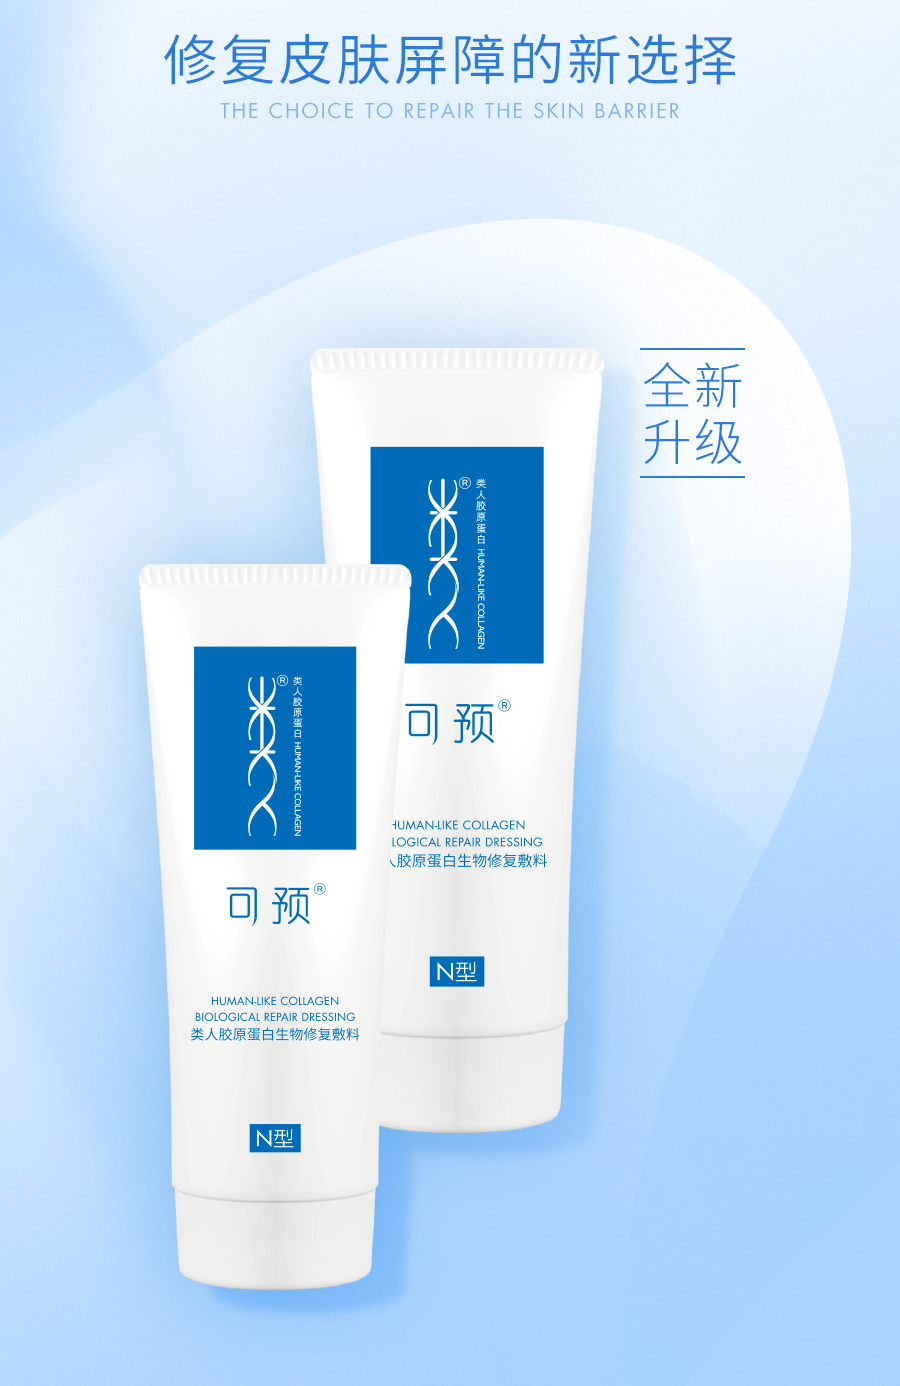 修复皮肤屏障的新选择
THE CHOICE TO REPAIR THE SKIN BARRIER
全新
升级
®
类人胶原蛋白 HUMAN-LIKE COLLAGEN
可预®
HUMAN-LIKE COLLAGEN
LOGICAL REPAIR DRESSING
人胶原蛋白生物修复敷料
N型
®
类人胶原蛋白 HUMAN-LIKE COLLAGEN
可预®
HUMAN-LIKE COLLAGEN
BIOLOGICAL REPAIR DRESSING
类人胶原蛋白生物修复敷料
N型